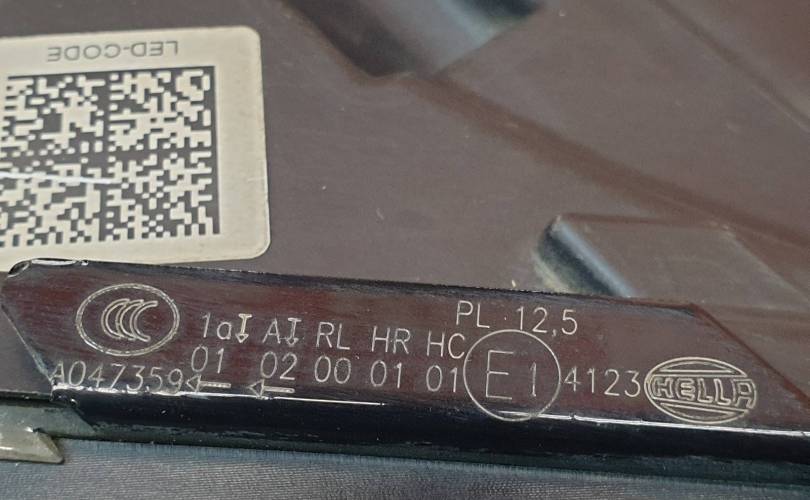 LED-CODE
PL 12,5
CCC 1a A RL HR HC
01 02 00 01 01 E1 4123 HELLA
A047359